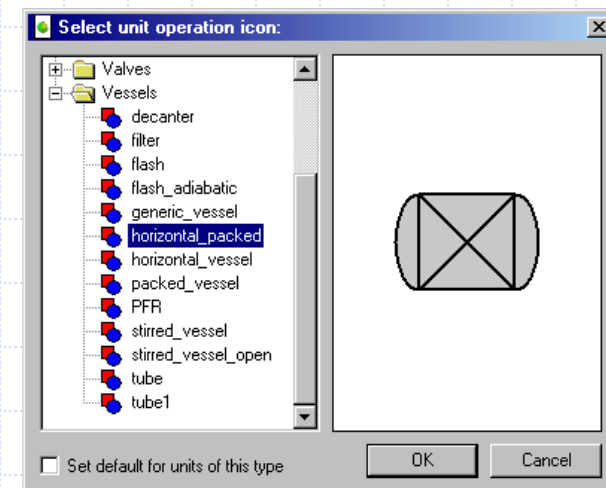 Select unit operation icon:
Valves
Vessels
decanter
filter
flash
flash_adiabatic
generic_vessel
horizontal_packed
horizontal_vessel
packed_vessel
PFR
stirred_vessel
stirred_vessel_open
tube
tube1
Set default for units of this type
OK
Cancel